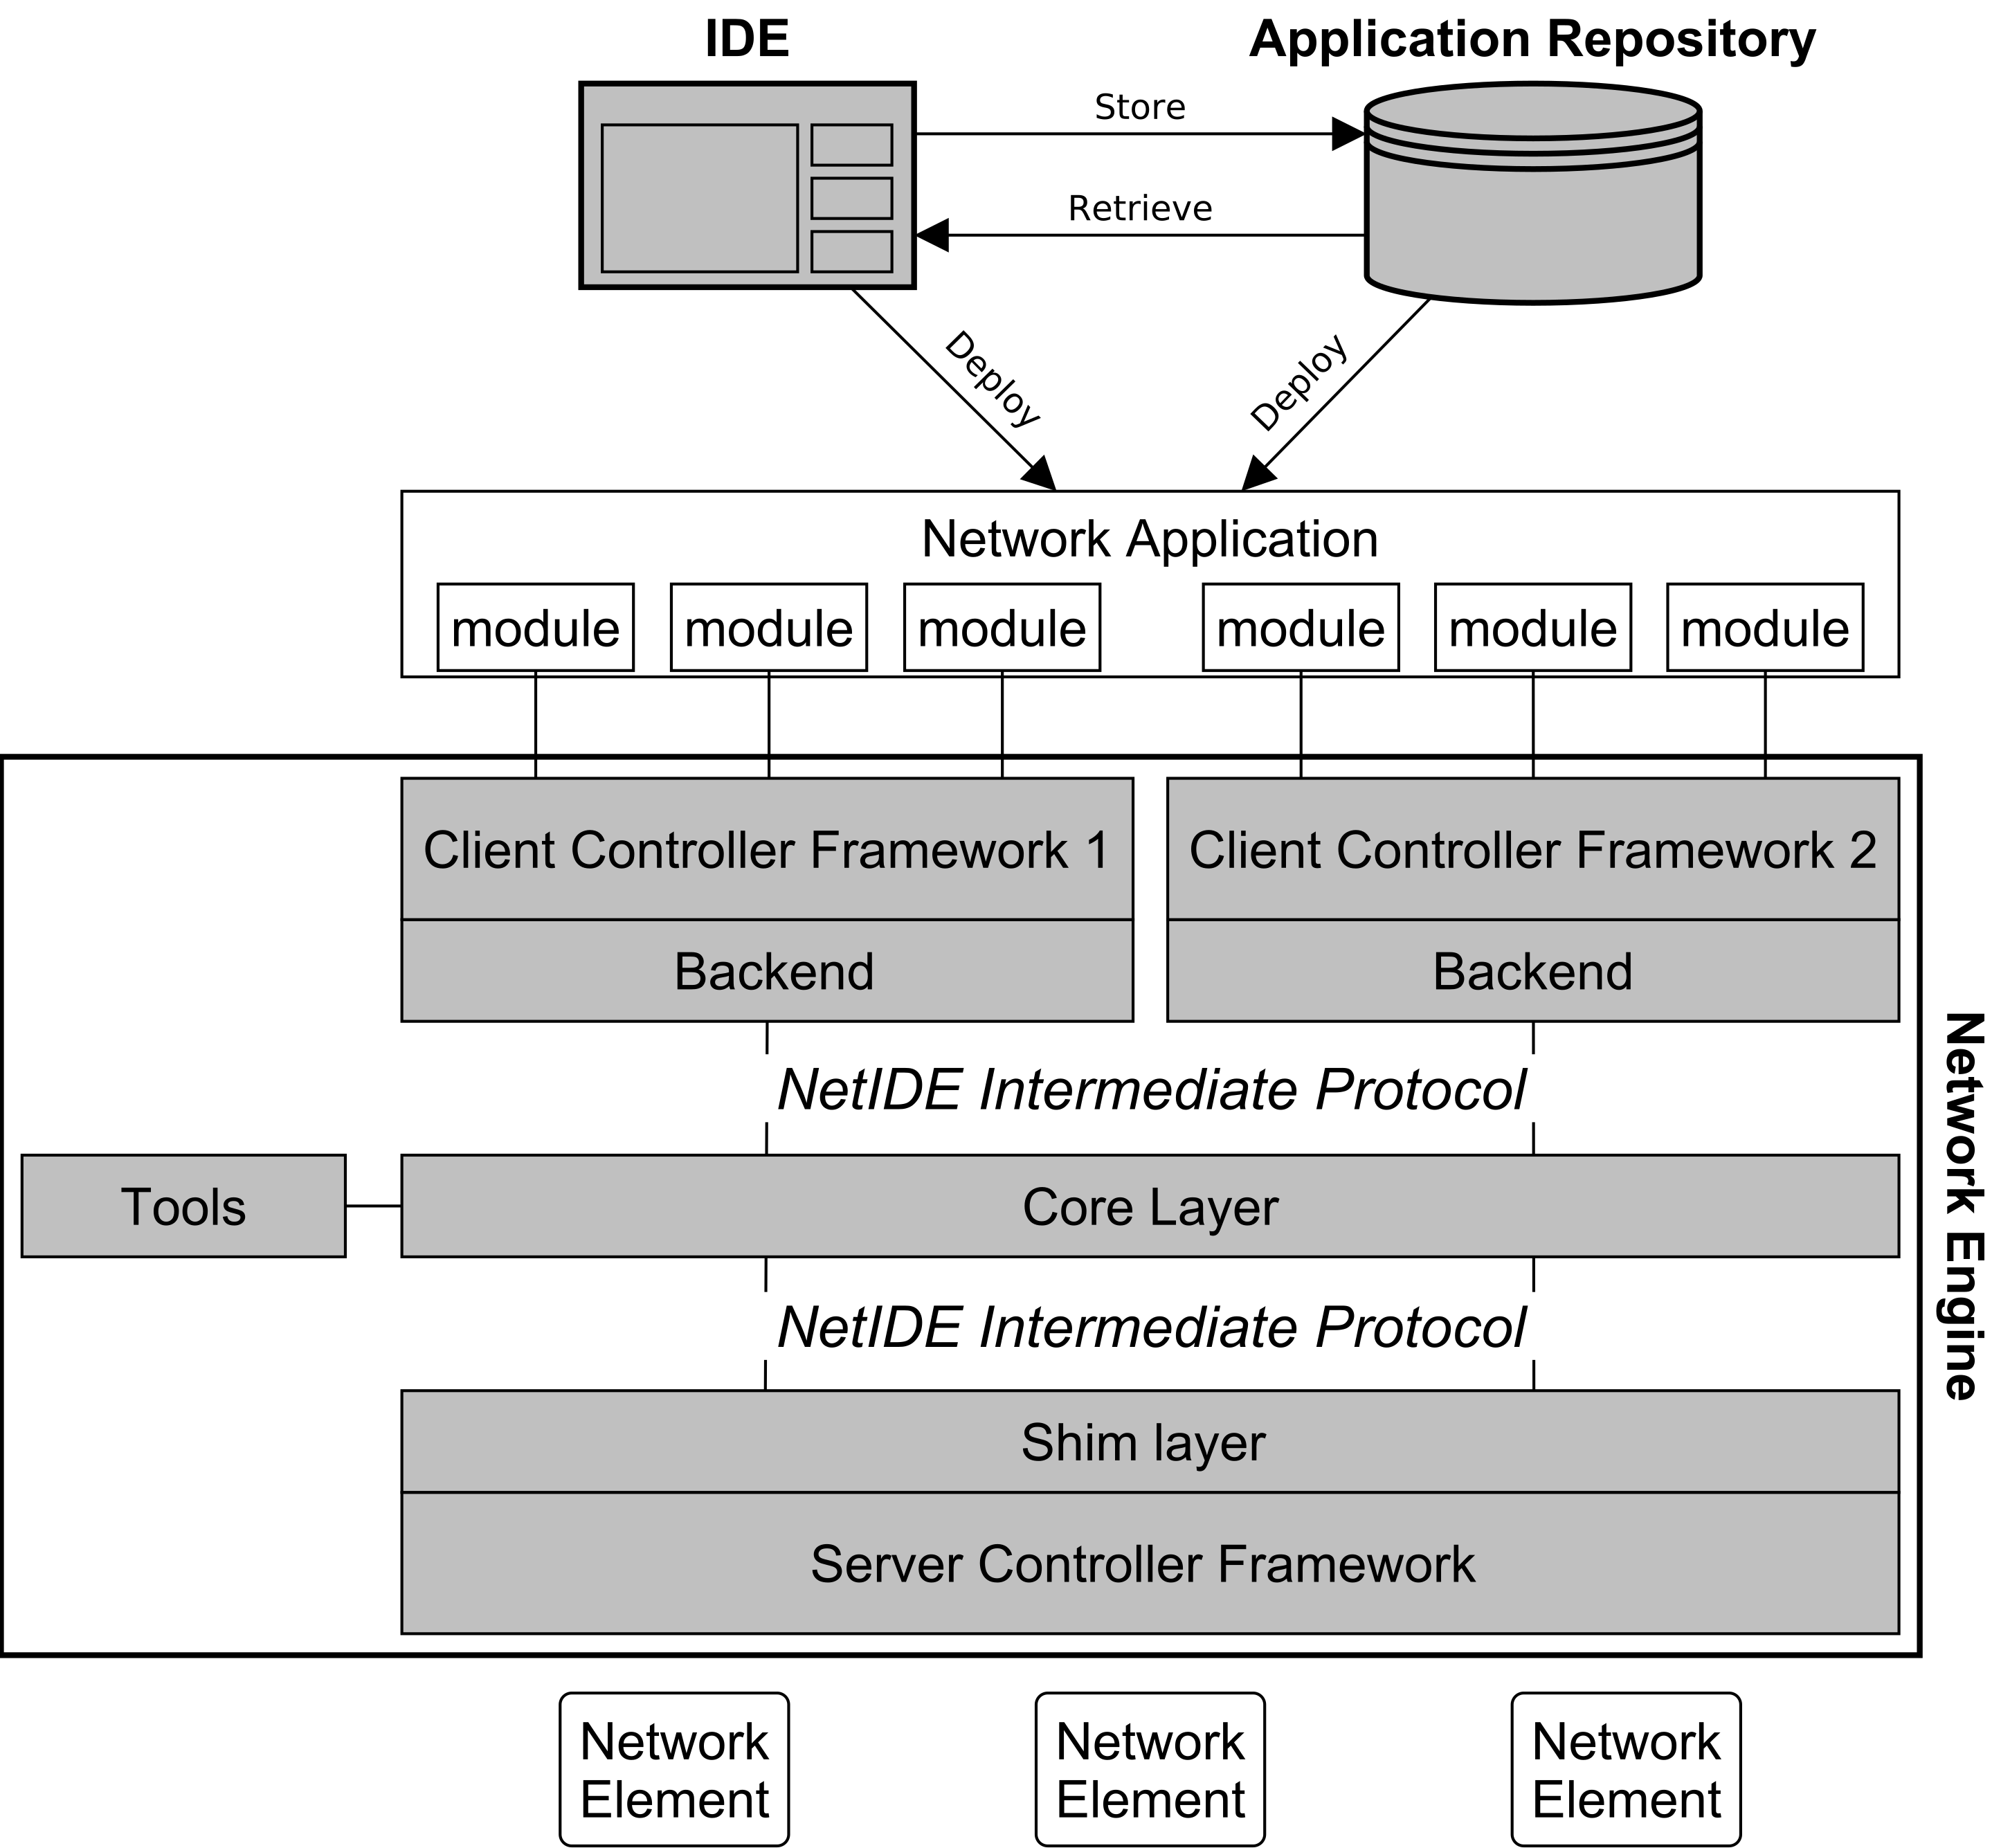 IDE
Application Repository
Store
Retrieve
Deploy
Deploy
Network Application
module
module
module
module
module
module
Client Controller Framework 1
Client Controller Framework 2
Backend
Backend
NetIDE Intermediate Protocol
Tools
Core Layer
NetIDE Intermediate Protocol
Shim layer
Server Controller Framework
Network Engine
Network
Element
Network
Element
Network
Element